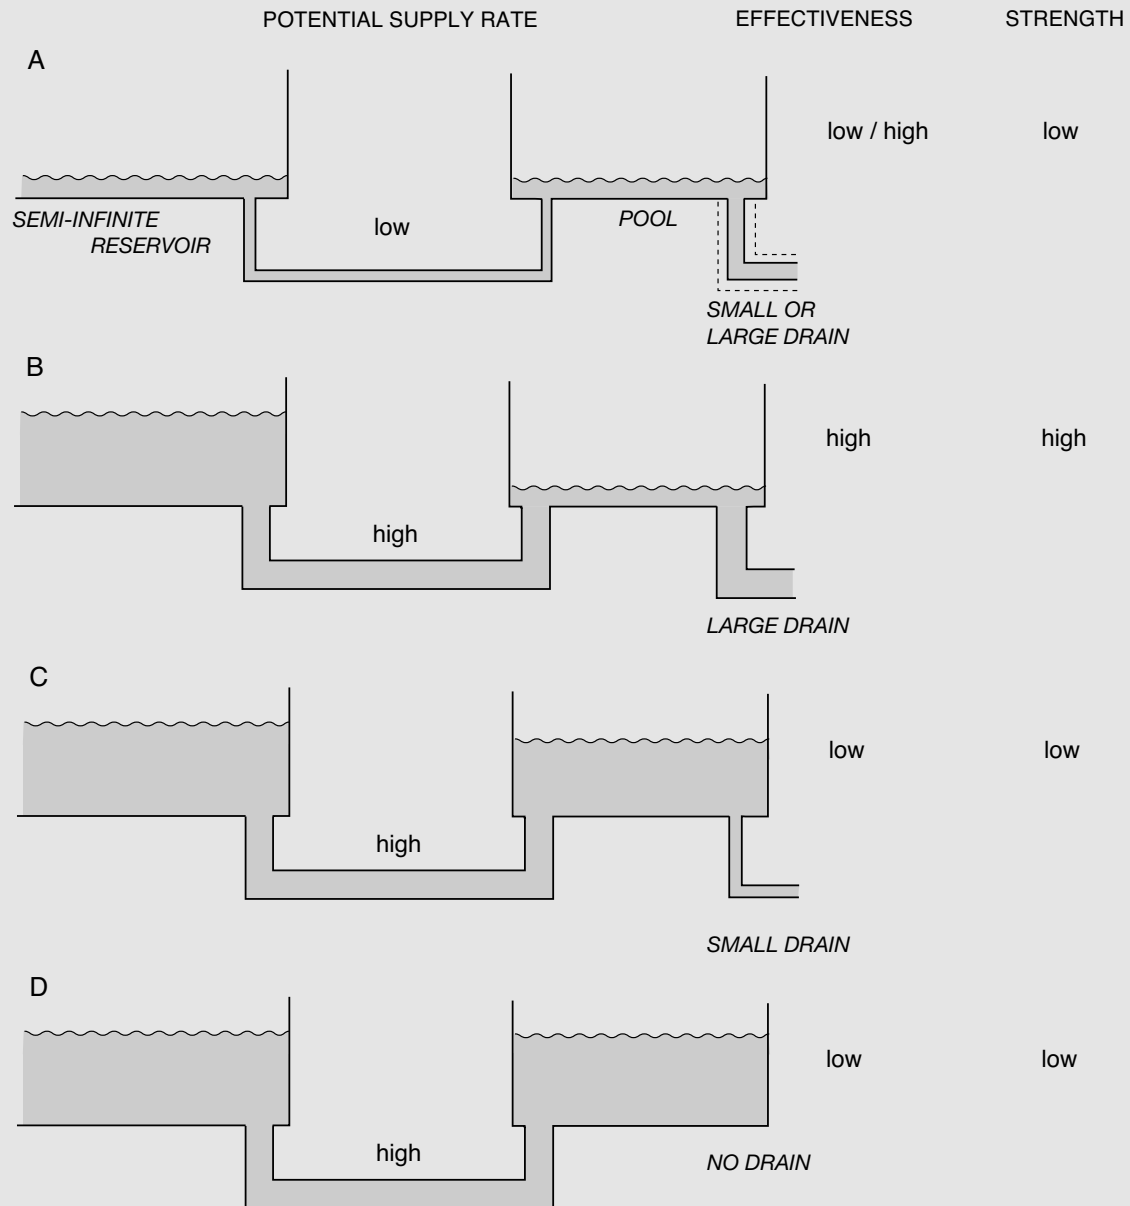 POTENTIAL SUPPLY RATE EFFECTIVENESS STRENGTH
A
low / high low
SEMI-INFINITE
RESERVOIR
low
POOL
SMALL OR
LARGE DRAIN
B
high high
high
LARGE DRAIN
C
low low
high
SMALL DRAIN
D
low low
high
NO DRAIN